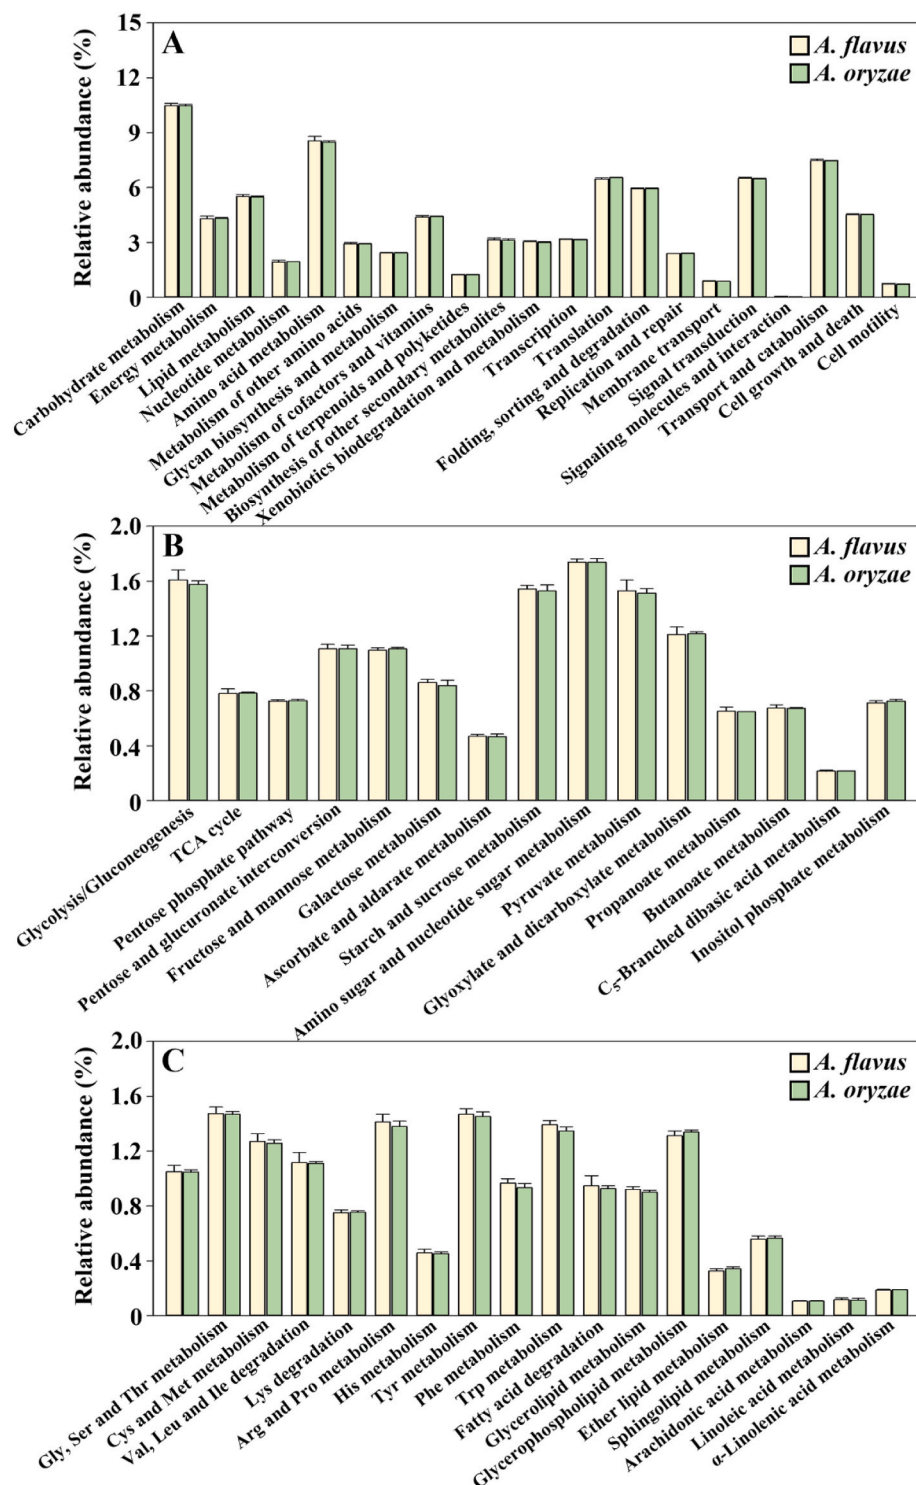 A
A. flavus
A. oryzae
Relative abundance (%)
15
12
9
6
3
0
Carbohydrate metabolism
Energy metabolism
Lipid metabolism
Nucleotide metabolism
Amino acid metabolism
Metabolism of other amino acids
Glycan biosynthesis and metabolism
Metabolism of cofactors and vitamins
Metabolism of terpenoids and polyketides
Biosynthesis of other secondary metabolites
Xenobiotics biodegradation and metabolism
Transcription
Translation
Folding, sorting and degradation
Replication and repair
Membrane transport
Signal transduction
Signaling molecules and interaction
Transport and catabolism
Cell growth and death
Cell motility
B
A. flavus
A. oryzae
Relative abundance (%)
2.0
1.6
1.2
0.8
0.4
0
Glycolysis/Gluconeogenesis
TCA cycle
Pentose phosphate pathway
Pentose and glucuronate interconversion
Fructose and mannose metabolism
Galactose metabolism
Ascorbate and aldarate metabolism
Starch and sucrose metabolism
Amino sugar and nucleotide sugar metabolism
Pyruvate metabolism
Glyoxylate and dicarboxylate metabolism
Propanoate metabolism
Butanoate metabolism
C₅-Branched dibasic acid metabolism
Inositol phosphate metabolism
C
A. flavus
A. oryzae
Relative abundance (%)
2.0
1.6
1.2
0.8
0.4
0
Gly, Ser and Thr metabolism
Cys and Met metabolism
Val, Leu and Ile degradation
Lys degradation
Arg and Pro metabolism
His metabolism
Tyr metabolism
Phe metabolism
Trp metabolism
Fatty acid degradation
Glycerolipid metabolism
Glycerophospholipid metabolism
Ether lipid metabolism
Sphingolipid metabolism
Arachidonic acid metabolism
Linoleic acid metabolism
α-Linolenic acid metabolism